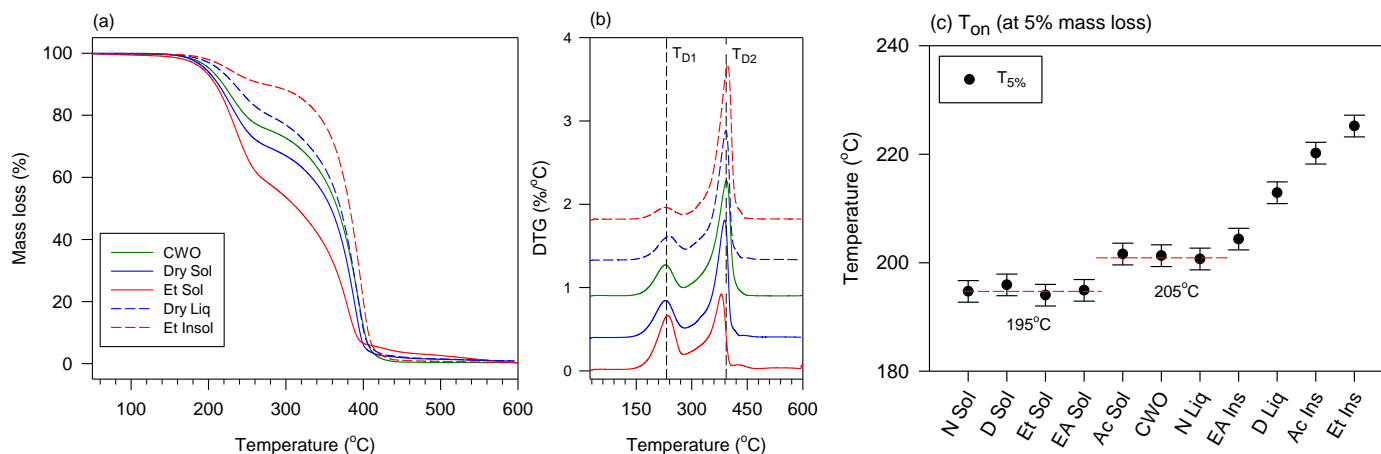 (a)
Mass loss (%)
100
80
60
40
20
0
CWO
Dry Sol
Et Sol
Dry Liq
Et Insol
100
200
300
400
500
600
Temperature (°C)
(b)
DTG (%/°C)
4
3
2
1
0
T_D1
T_D2
150
300
450
600
Temperature (°C)
(c) T_on (at 5% mass loss)
Temperature (°C)
240
220
200
180
T_5%
195°C
205°C
N Sol
D Sol
Et Sol
EA Sol
Ac Sol
CWO
N Liq
EA Ins
D Liq
Ac Ins
Et Ins